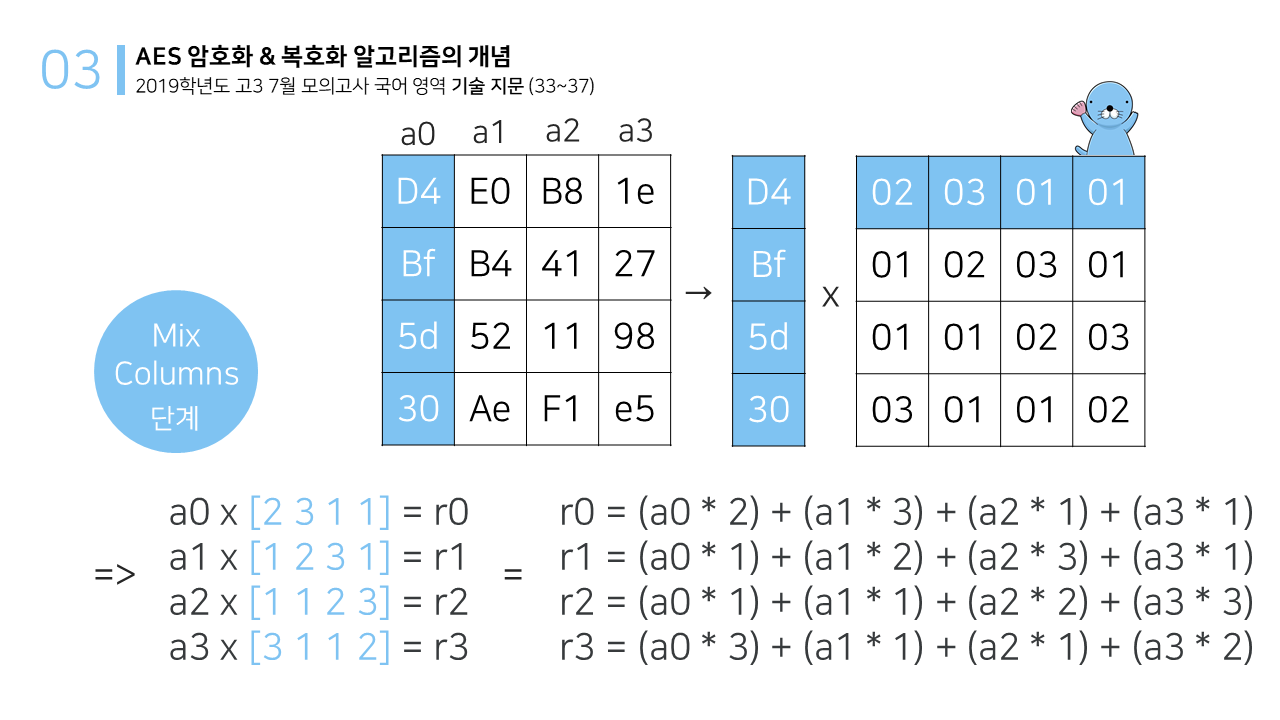 03
AES 암호화 & 복호화 알고리즘의 개념
2019학년도 고3 7월 모의고사 국어 영역 기술 지문 (33~37)
a0 a1 a2 a3
D4 E0 B8 1e
Bf B4 41 27
5d 52 11 98
30 Ae F1 e5
→
D4
Bf
5d
30
x
02 03 01 01
01 02 03 01
01 01 02 03
03 01 01 02
Mix
Columns
단계
=>
a0 x [2 3 1 1] = r0
a1 x [1 2 3 1] = r1
a2 x [1 1 2 3] = r2
a3 x [3 1 1 2] = r3
=
r0 = (a0 * 2) + (a1 * 3) + (a2 * 1) + (a3 * 1)
r1 = (a0 * 1) + (a1 * 2) + (a2 * 3) + (a3 * 1)
r2 = (a0 * 1) + (a1 * 1) + (a2 * 2) + (a3 * 3)
r3 = (a0 * 3) + (a1 * 1) + (a2 * 1) + (a3 * 2)